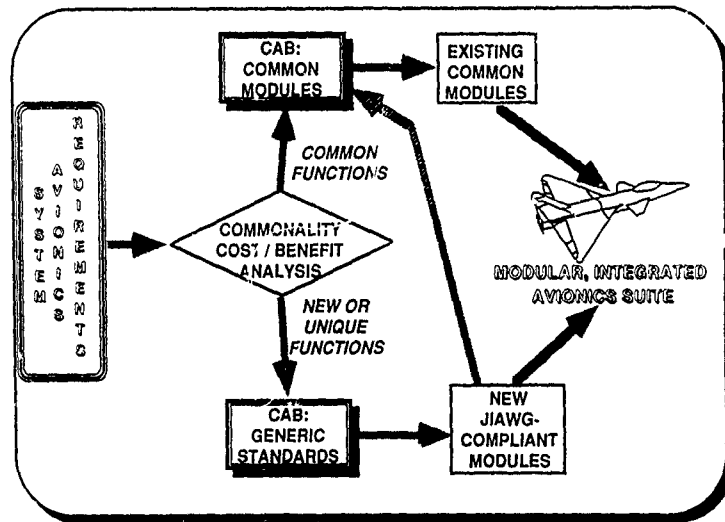 SYSTEM
AVIONICS
REQUIREMENTS
CAB:
COMMON
MODULES
EXISTING
COMMON
MODULES
COMMON
FUNCTIONS
COMMONALITY
COST / BENEFIT
ANALYSIS
MODULAR, INTEGRATED
AVIONICS SUITE
NEW OR
UNIQUE
FUNCTIONS
CAB:
GENERIC
STANDARDS
NEW
JIAWG-
COMPLIANT
MODULES